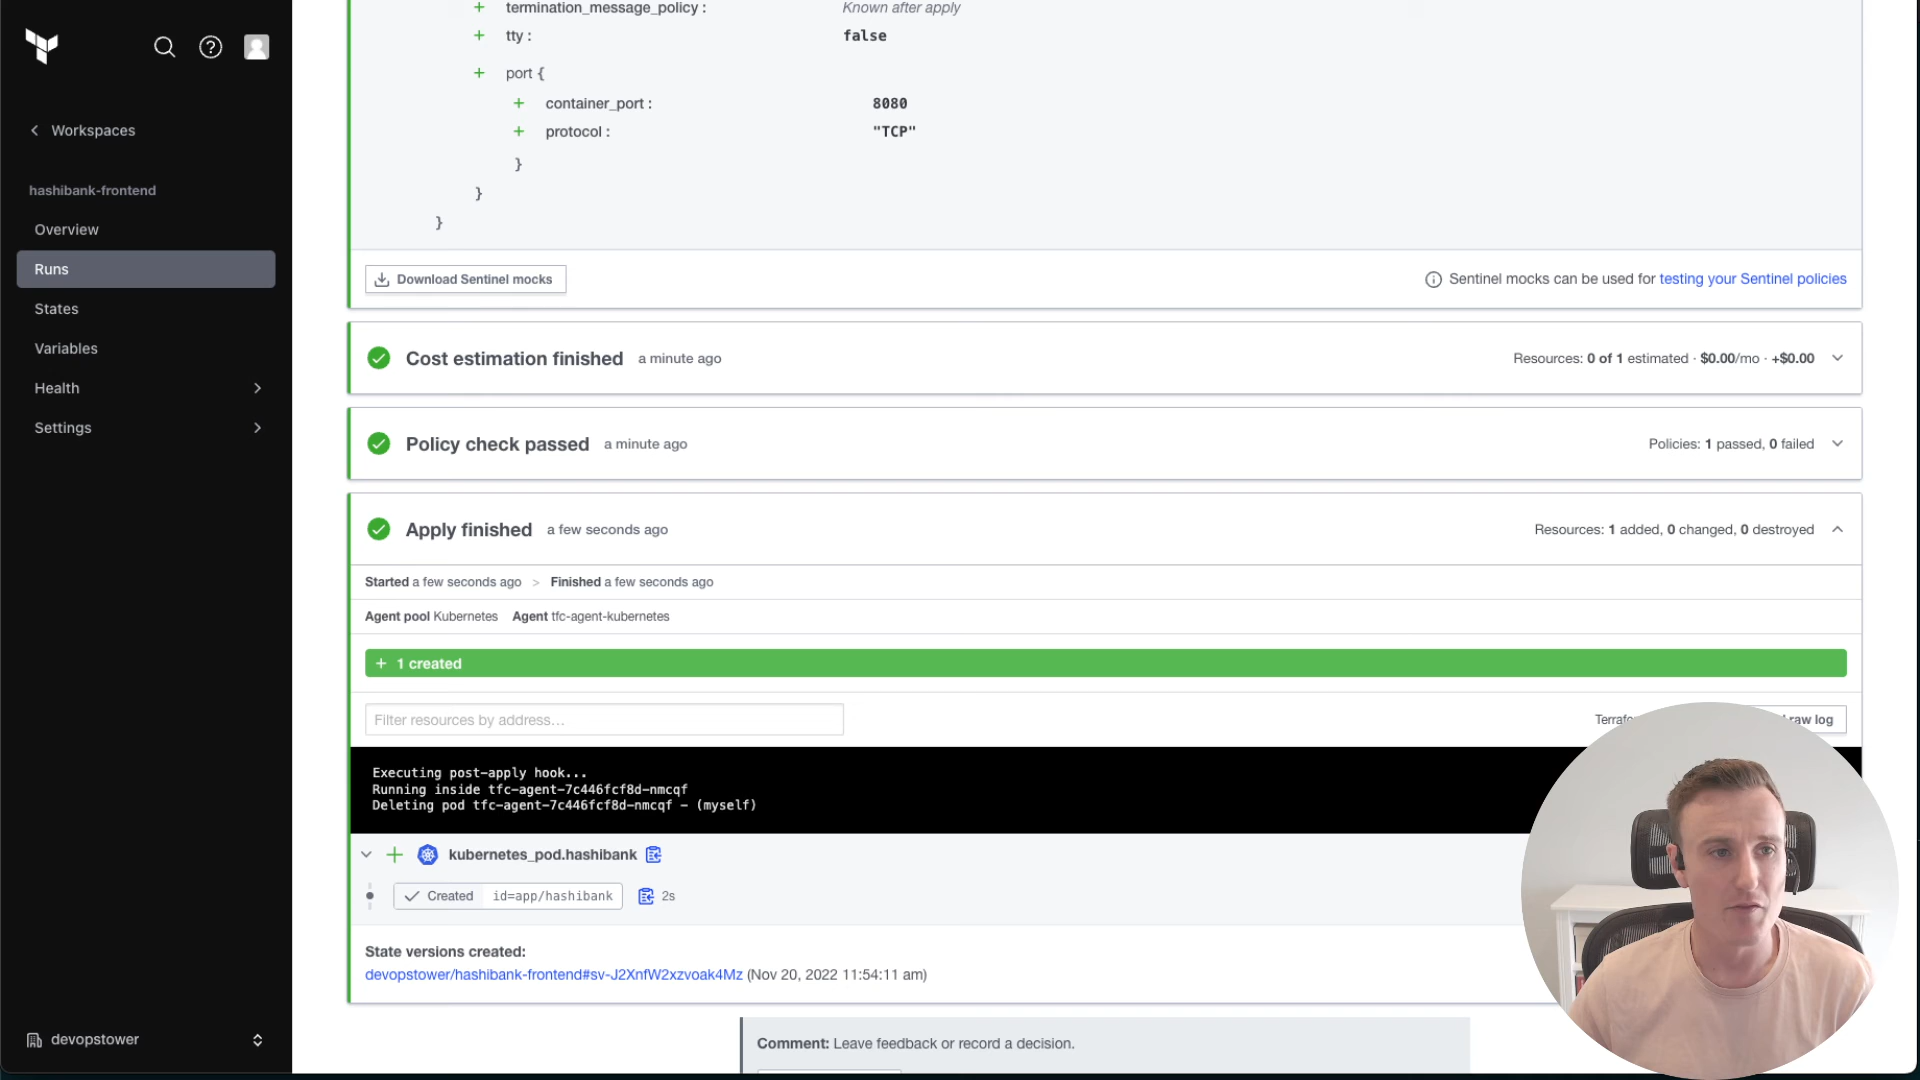 Workspaces
hashibank-frontend
Overview
Runs
States
Variables
Health
Settings
devopstower
+ termination_message_policy : Known after apply
+ tty : false
+ port {
+ container_port : 8080
+ protocol : "TCP"
}
}
}
Download Sentinel mocks
Sentinel mocks can be used for testing your Sentinel policies
Cost estimation finished a minute ago Resources: 0 of 1 estimated · $0.00/mo · +$0.00
Policy check passed a minute ago Policies: 1 passed, 0 failed
Apply finished a few seconds ago Resources: 1 added, 0 changed, 0 destroyed
Started a few seconds ago > Finished a few seconds ago
Agent pool Kubernetes Agent tfc-agent-kubernetes
+ 1 created
Filter resources by address...
raw log
Executing post-apply hook...
Running inside tfc-agent-7c446fcf8d-nmcqf
Deleting pod tfc-agent-7c446fcf8d-nmcqf - (myself)
+ kubernetes_pod.hashibank
Created id=app/hashibank 2s
State versions created:
devopstower/hashibank-frontend#sv-J2XnfW2xzvoak4Mz (Nov 20, 2022 11:54:11 am)
Comment: Leave feedback or record a decision.